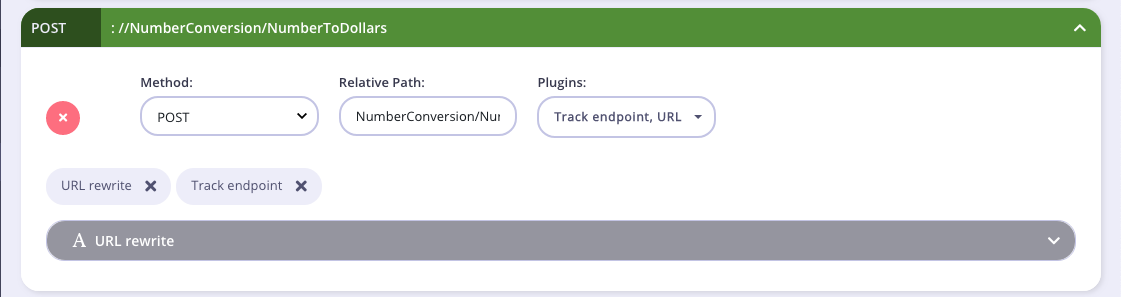 POST : //NumberConversion/NumberToDollars
Method: Relative Path: Plugins:
POST NumberConversion/Nur Track endpoint, URL
URL rewrite Track endpoint
A URL rewrite